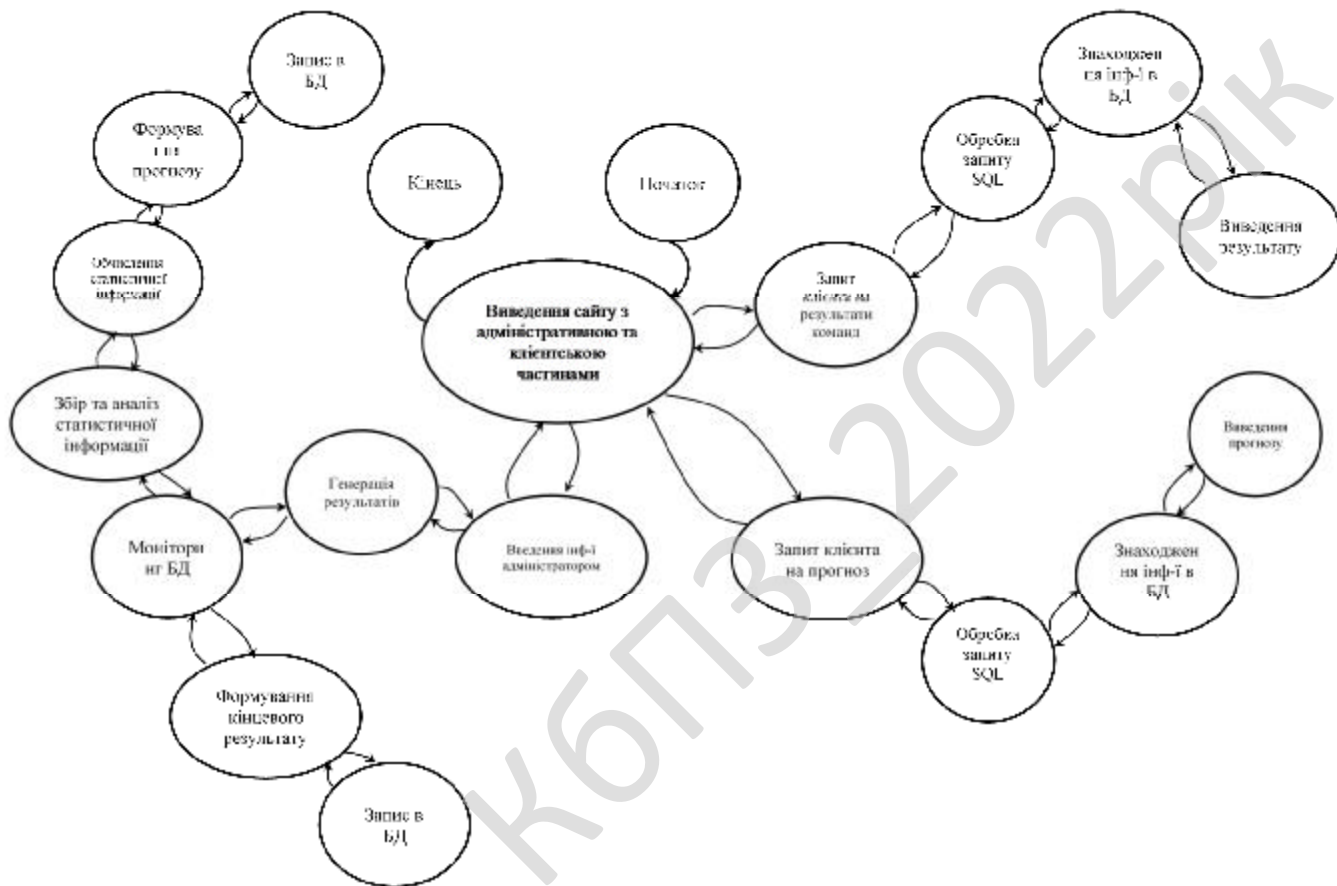 Запис в
БД
Формува
ння
прогнозу
Обчислення
статистичної
інформації
Збір та аналіз
статистичної
інформації
Монітори
нг БД
Формування
кінцевого
результату
Запис в
БД
Генерація
результатів
Введення інф-ї
адміністратором
Кінець
Початок
Виведення сайту з
адміністративною та
клієнтською
частинами
Запит
клієнта на
результати
команд
Обробка
запиту
SQL
Знаходжен
ня інф-ї в
БД
Виведення
результату
Запит клієнта
на прогноз
Обробка
запиту
SQL
Знаходжен
ня інф-ї в
БД
Виведення
прогнозу
КбПЗ_2022рік